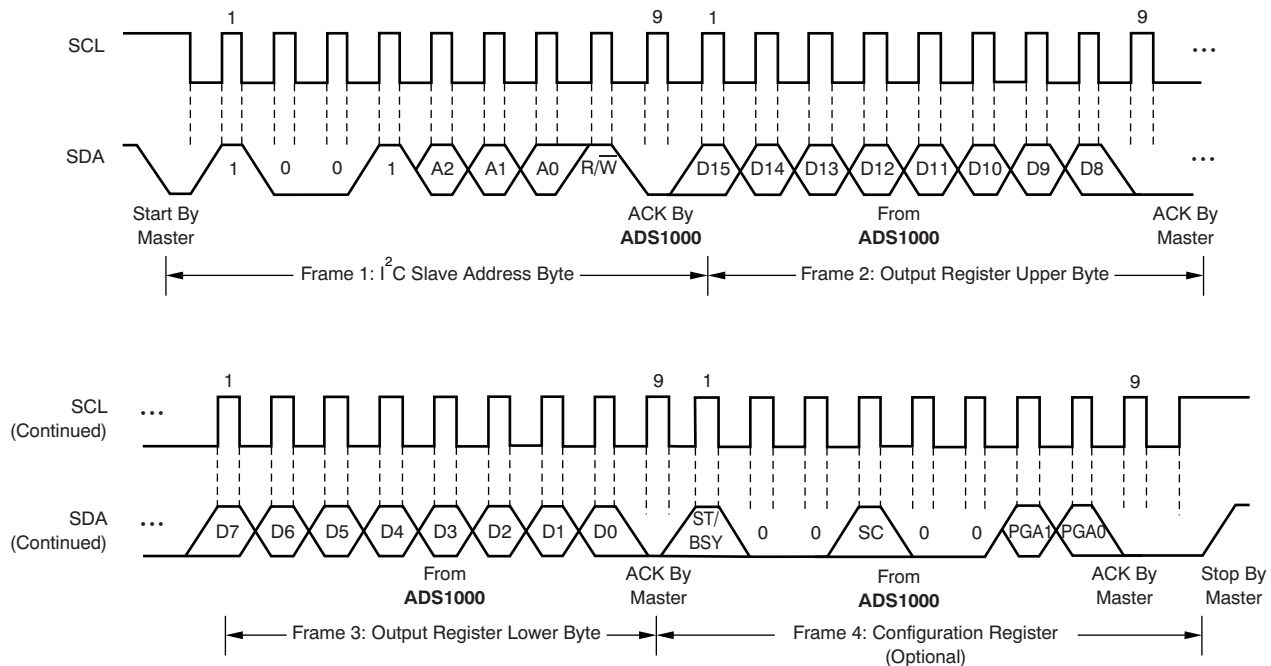 1 9 1 9
SCL ...
SDA 1 0 0 1 A2 A1 A0 R/W̅ D15 D14 D13 D12 D11 D10 D9 D8 ...
Start By Master
ACK By ADS1000
From ADS1000
ACK By Master
Frame 1: I²C Slave Address Byte
Frame 2: Output Register Upper Byte
1 9 1 9
SCL (Continued) ...
SDA (Continued) ... D7 D6 D5 D4 D3 D2 D1 D0 S̅T̅/BSY 0 0 SC 0 0 PGA1 PGA0
From ADS1000
ACK By Master
From ADS1000
ACK By Master
Stop By Master
Frame 3: Output Register Lower Byte
Frame 4: Configuration Register (Optional)